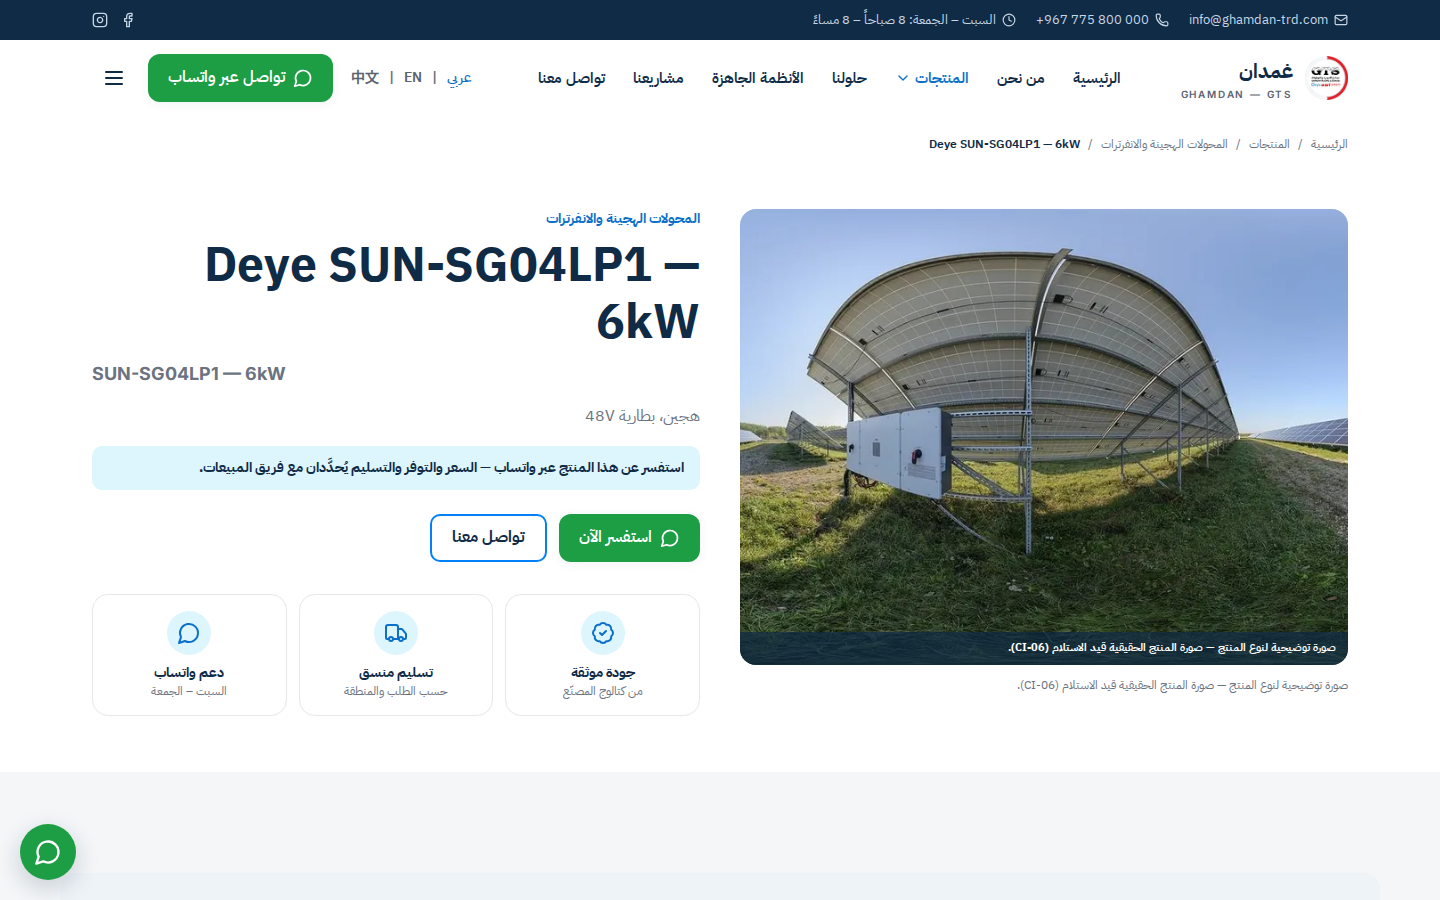 info@ghamdan-trd.com
+967 775 800 000
السبت – الجمعة: 8 صباحاً – 8 مساءً
GTS
غمدان
GHAMDAN — GTS
الرئيسية
من نحن
المنتجات
حلولنا
الأنظمة الجاهزة
مشاريعنا
تواصل معنا
عربي | EN | 中文
تواصل عبر واتساب
الرئيسية / المنتجات / المحولات الهجينة والانفرترات / Deye SUN-SG04LP1 — 6kW
المحولات الهجينة والانفرترات
Deye SUN-SG04LP1 —
6kW
SUN-SG04LP1 — 6kW
هجين، بطارية 48V
استفسر عن هذا المنتج عبر واتساب — السعر والتوفر والتسليم يُحدَّدان مع فريق المبيعات.
استفسر الآن
تواصل معنا
جودة موثقة
من كتالوج المصنّع
تسليم منسق
حسب الطلب والمنطقة
دعم واتساب
السبت – الجمعة
صورة توضيحية لنوع المنتج — صورة المنتج الحقيقية قيد الاستلام (CI-06).
صورة توضيحية لنوع المنتج — صورة المنتج الحقيقية قيد الاستلام (CI-06).